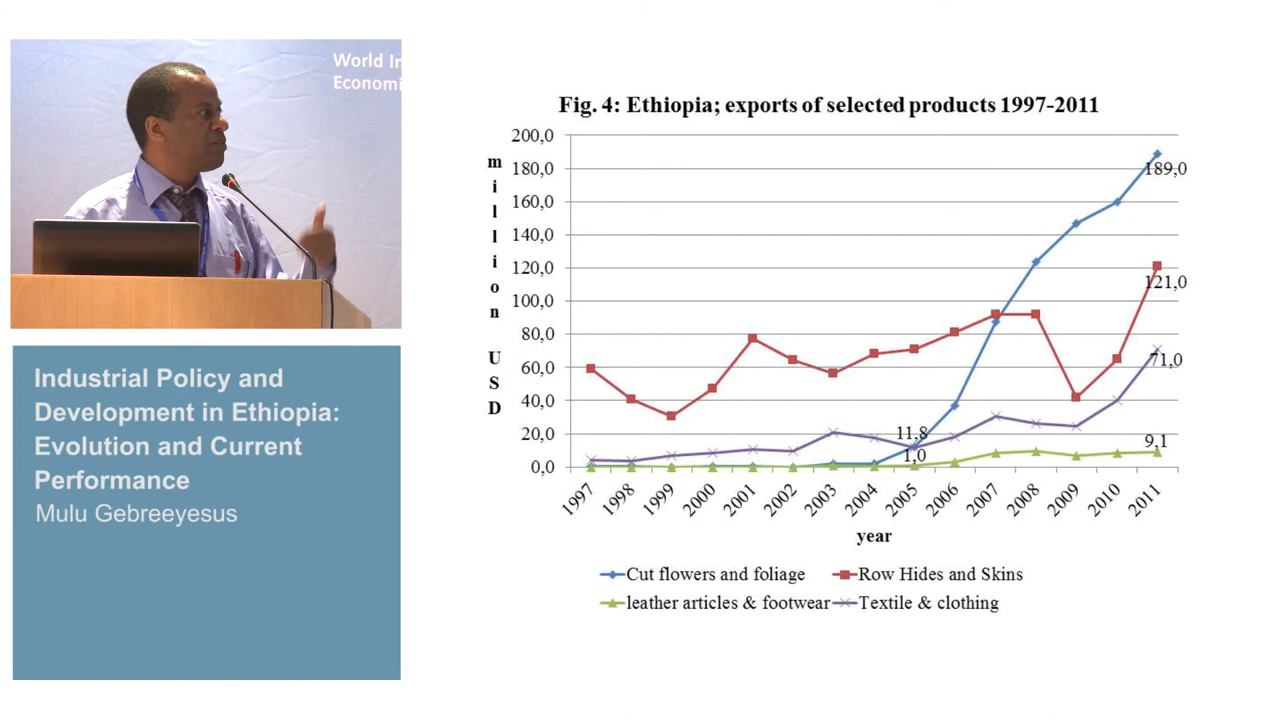 World In
Economi
Industrial Policy and
Development in Ethiopia:
Evolution and Current
Performance
Mulu Gebreeyesus
Fig. 4: Ethiopia; exports of selected products 1997-2011
million USD
200,0
180,0
160,0
140,0
120,0
100,0
80,0
60,0
40,0
20,0
0,0
189,0
121,0
71,0
11,8
1,0
9,1
1997 1998 1999 2000 2001 2002 2003 2004 2005 2006 2007 2008 2009 2010 2011
year
Cut flowers and foliage Row Hides and Skins
leather articles & footwear Textile & clothing